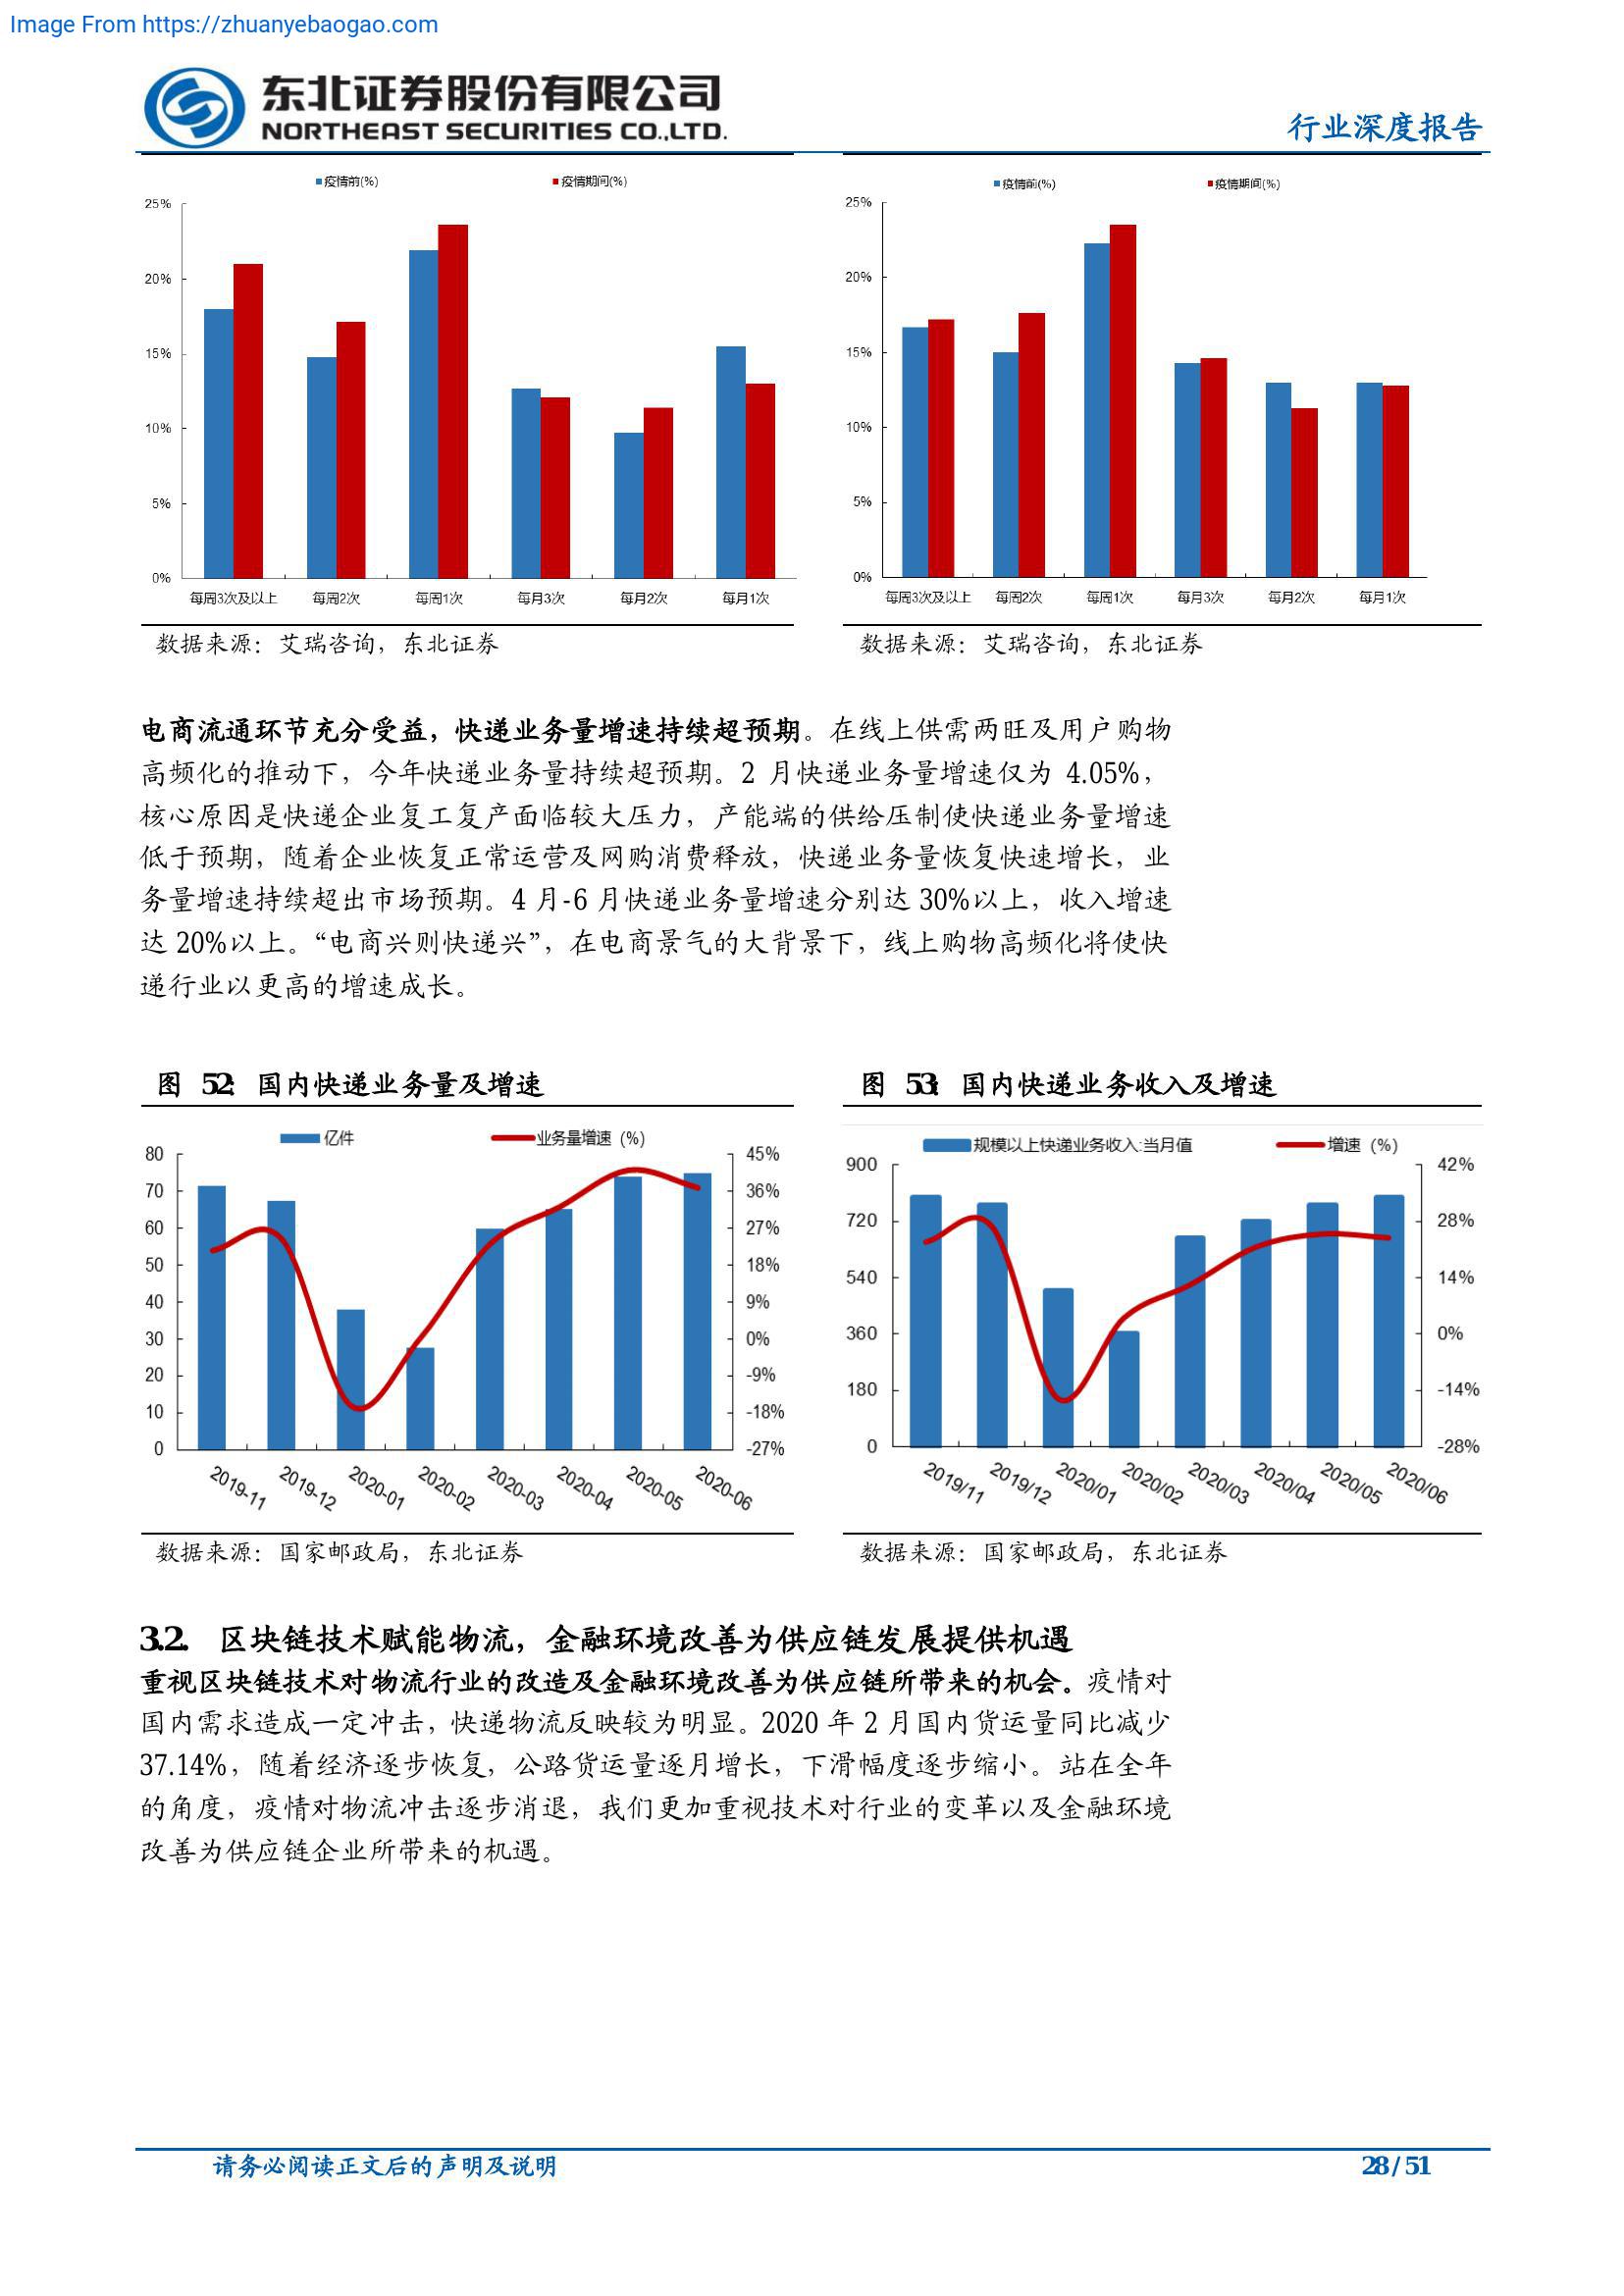 Image From https://zhuanyebaogao.com
东北证券股份有限公司
NORTHEAST SECURITIES CO.,LTD.
行业深度报告
疫情前(%) 疫情期间(%)
25%
20%
15%
10%
5%
0%
每周3次及以上 每周2次 每周1次 每月3次 每月2次 每月1次
数据来源：艾瑞咨询，东北证券
疫情前(%) 疫情期间(%)
25%
20%
15%
10%
5%
0%
每周3次及以上 每周2次 每周1次 每月3次 每月2次 每月1次
数据来源：艾瑞咨询，东北证券
电商流通环节充分受益，快递业务量增速持续超预期。在线上供需两旺及用户购物
高频化的推动下，今年快递业务量持续超预期。2 月快递业务量增速仅为 4.05%，
核心原因是快递企业复工复产面临较大压力，产能端的供给压制使快递业务量增速
低于预期，随着企业恢复正常运营及网购消费释放，快递业务量恢复快速增长，业
务量增速持续超出市场预期。4 月-6 月快递业务量增速分别达 30%以上，收入增速
达 20%以上。“电商兴则快递兴”，在电商景气的大背景下，线上购物高频化将使快
递行业以更高的增速成长。
图 52：国内快递业务量及增速
亿件 业务量增速（%）
80
70
60
50
40
30
20
10
0
45%
36%
27%
18%
9%
0%
-9%
-18%
-27%
2019-11 2019-12 2020-01 2020-02 2020-03 2020-04 2020-05 2020-06
数据来源：国家邮政局，东北证券
图 53：国内快递业务收入及增速
规模以上快递业务收入:当月值 增速（%）
900
720
540
360
180
0
42%
28%
14%
0%
-14%
-28%
2019/11 2019/12 2020/01 2020/02 2020/03 2020/04 2020/05 2020/06
数据来源：国家邮政局，东北证券
3.2. 区块链技术赋能物流，金融环境改善为供应链发展提供机遇
重视区块链技术对物流行业的改造及金融环境改善为供应链所带来的机会。疫情对
国内需求造成一定冲击，快递物流反映较为明显。2020 年 2 月国内货运量同比减少
37.14%，随着经济逐步恢复，公路货运量逐月增长，下滑幅度逐步缩小。站在全年
的角度，疫情对物流冲击逐步消退，我们更加重视技术对行业的变革以及金融环境
改善为供应链企业所带来的机遇。
请务必阅读正文后的声明及说明
28 / 51